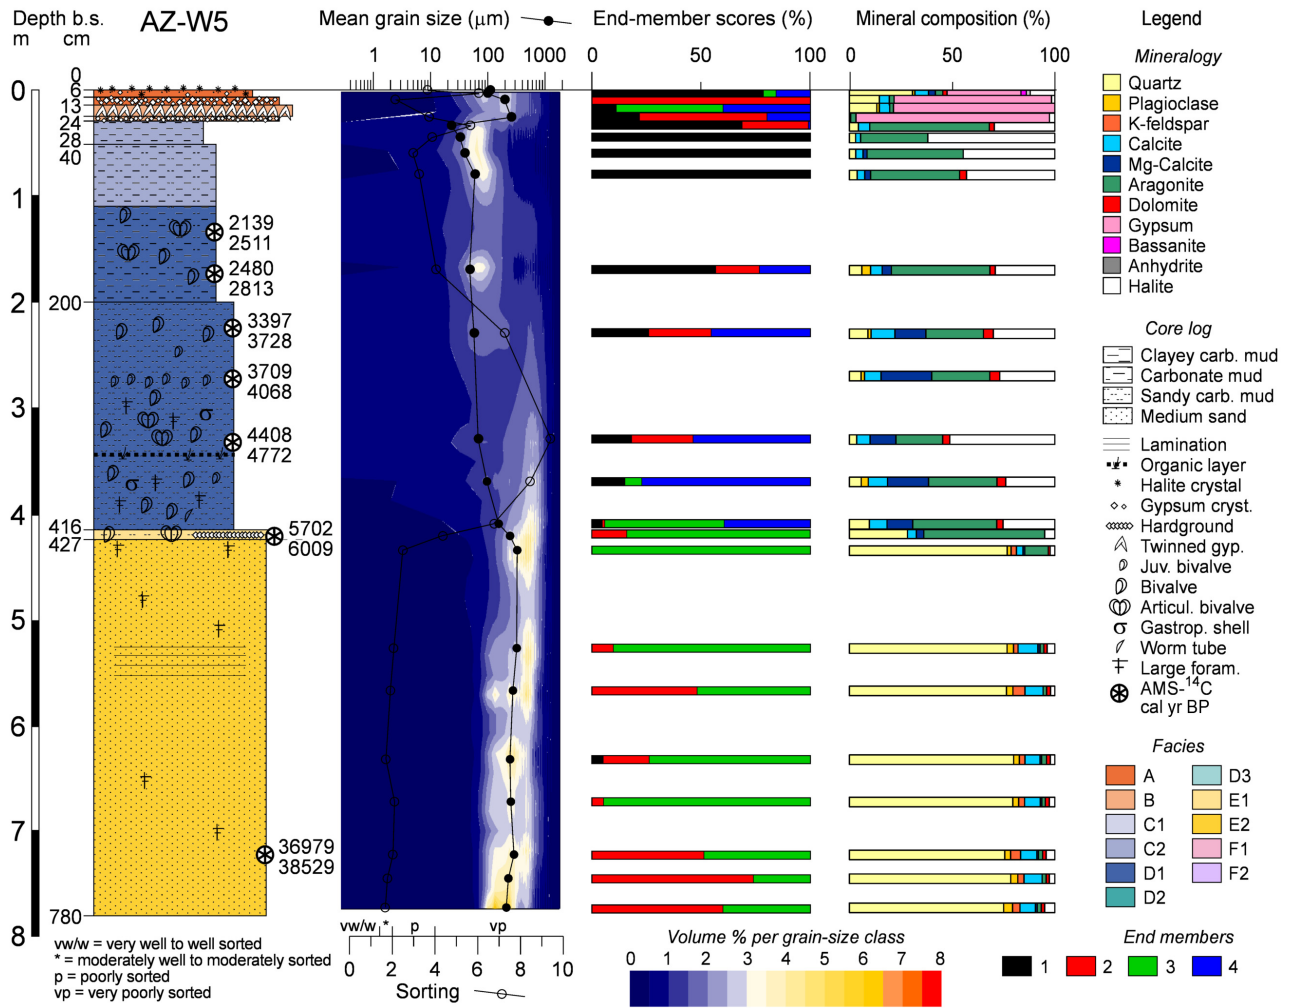 Depth b.s.
m cm
AZ-W5
0
6
13
24
28
40
200
416
427
780
0
1
2
3
4
5
6
7
8
2139
2511
2480
2813
3397
3728
3709
4068
4408
4772
5702
6009
36979
38529
vw/w = very well to well sorted
* = moderately well to moderately sorted
p = poorly sorted
vp = very poorly sorted
Mean grain size (μm)
1 10 100 1000
vw/w * p vp
0 2 4 6 8 10
Sorting
End-member scores (%)
0 50 100
Mineral composition (%)
0 50 100
Volume % per grain-size class
0 1 2 3 4 5 6 7 8
End members
1 2 3 4
Legend
Mineralogy
Quartz
Plagioclase
K-feldspar
Calcite
Mg-Calcite
Aragonite
Dolomite
Gypsum
Bassanite
Anhydrite
Halite
Core log
Clayey carb. mud
Carbonate mud
Sandy carb. mud
Medium sand
Lamination
Organic layer
Halite crystal
Gypsum cryst.
Hardground
Twinned gyp.
Juv. bivalve
Bivalve
Articul. bivalve
Gastrop. shell
Worm tube
Large foram.
AMS-¹⁴C
cal yr BP
Facies
A D3
B E1
C1 E2
C2 F1
D1 F2
D2